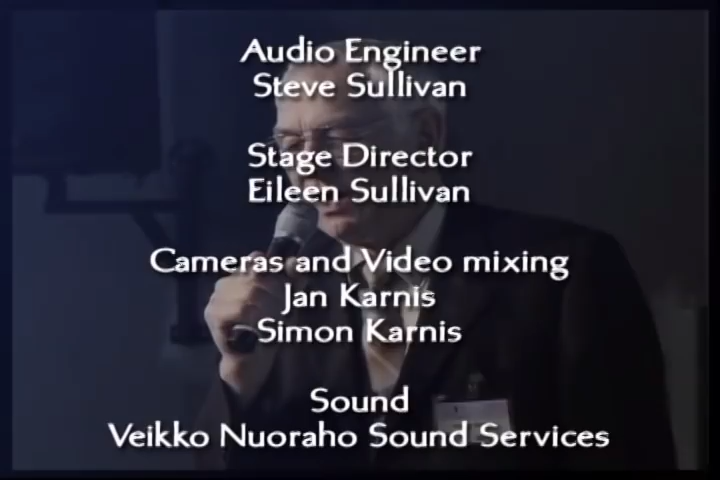 Audio Engineer
Steve Sullivan
Stage Director
Eileen Sullivan
Cameras and Video mixing
Jan Karnis
Simon Karnis
Sound
Veikko Nuoraho Sound Services